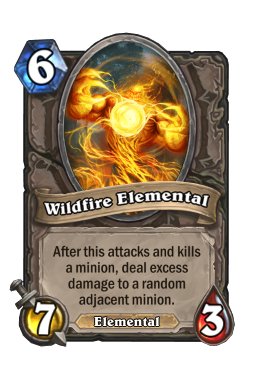 6
Wildfire Elemental
After this attacks and kills
a minion, deal excess
damage to a random
adjacent minion.
7
Elemental
3